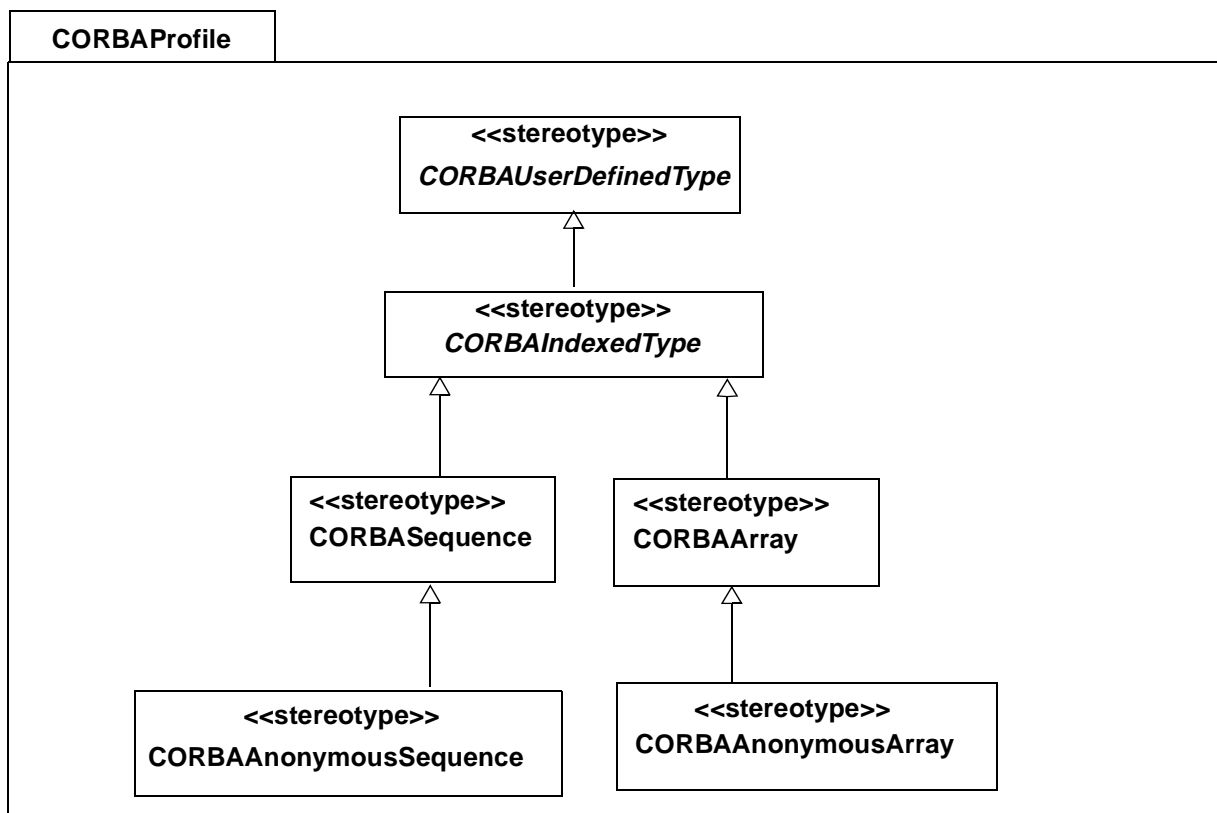 CORBAProfile
<<stereotype>>
CORBAUserDefinedType
<<stereotype>>
CORBAIndexedType
<<stereotype>>
CORBASequence
<<stereotype>>
CORBAArray
<<stereotype>>
CORBAAnonymousSequence
<<stereotype>>
CORBAAnonymousArray